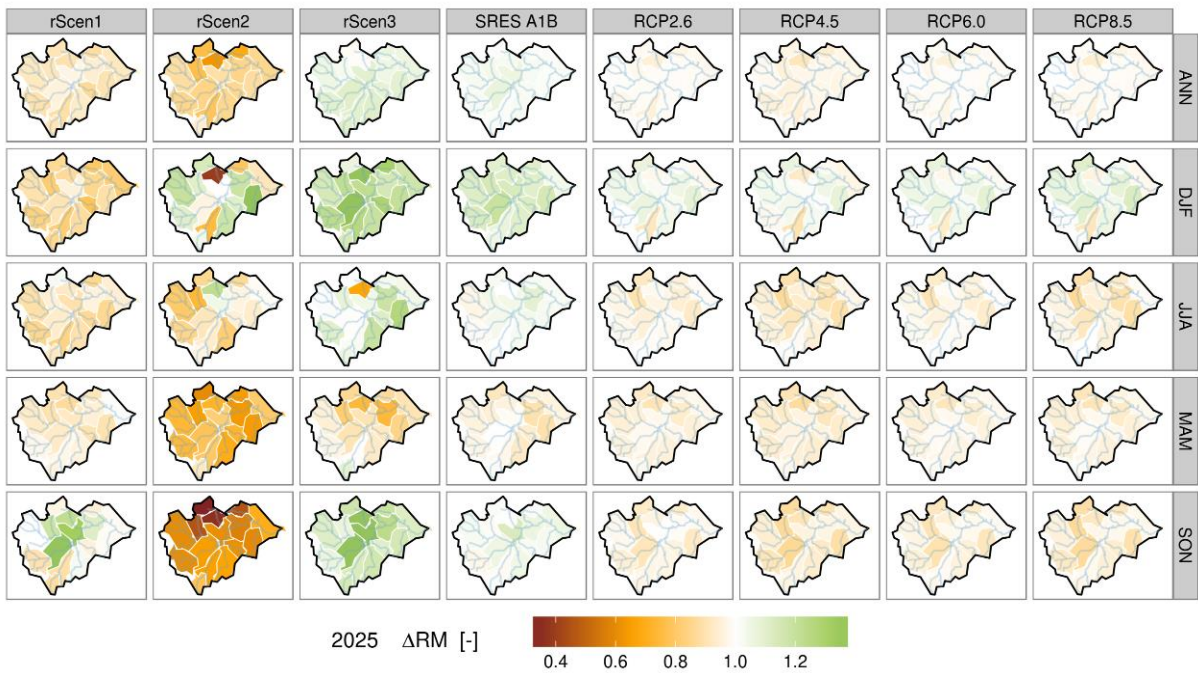 rScen1 rScen2 rScen3 SRES A1B RCP2.6 RCP4.5 RCP6.0 RCP8.5
ANN
DJF
JJA
MAM
SON
2025 ΔRM [-]
0.4 0.6 0.8 1.0 1.2